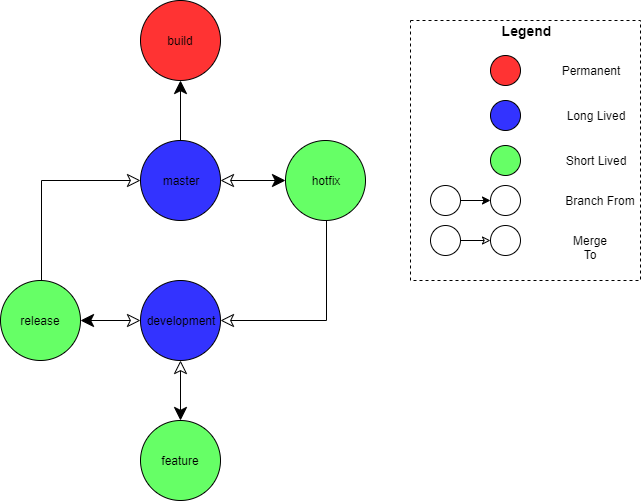 build
Legend
Permanent
Long Lived
master
hotfix
Short Lived
Branch From
Merge
To
release
development
feature